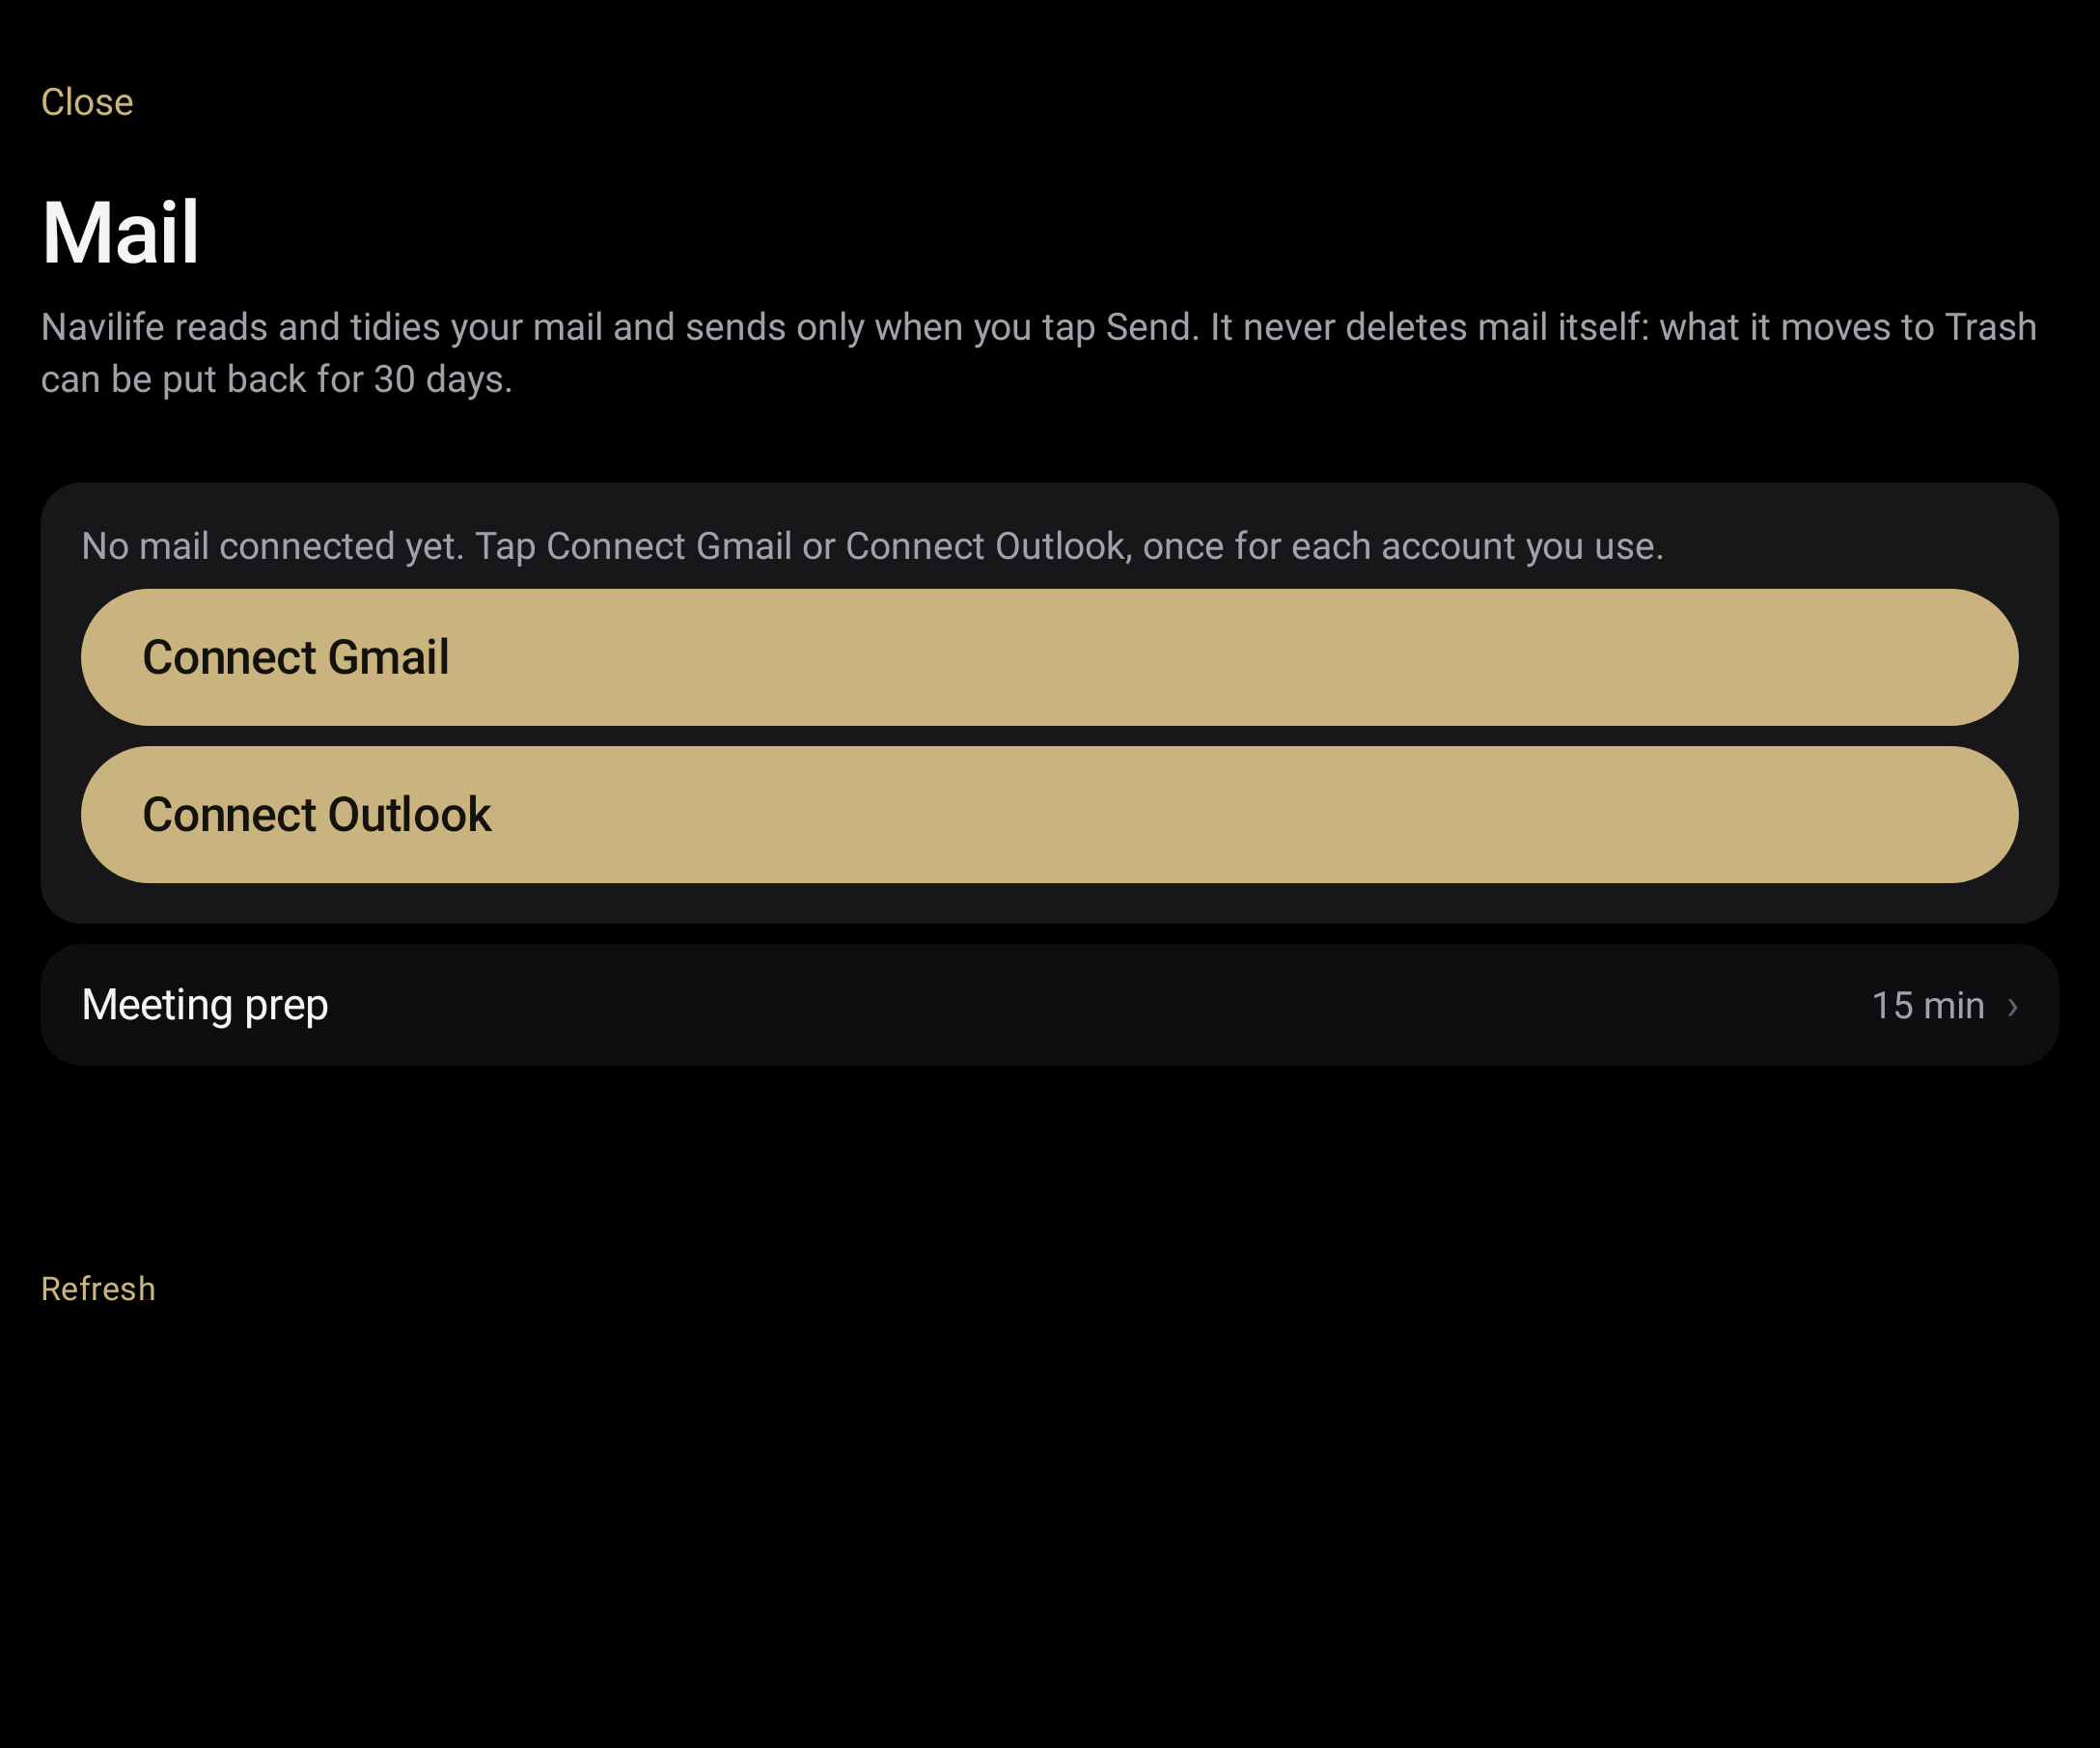 Close
Mail
Navilife reads and tidies your mail and sends only when you tap Send. It never deletes mail itself: what it moves to Trash
can be put back for 30 days.
No mail connected yet. Tap Connect Gmail or Connect Outlook, once for each account you use.
Connect Gmail
Connect Outlook
Meeting prep 15 min ›
Refresh